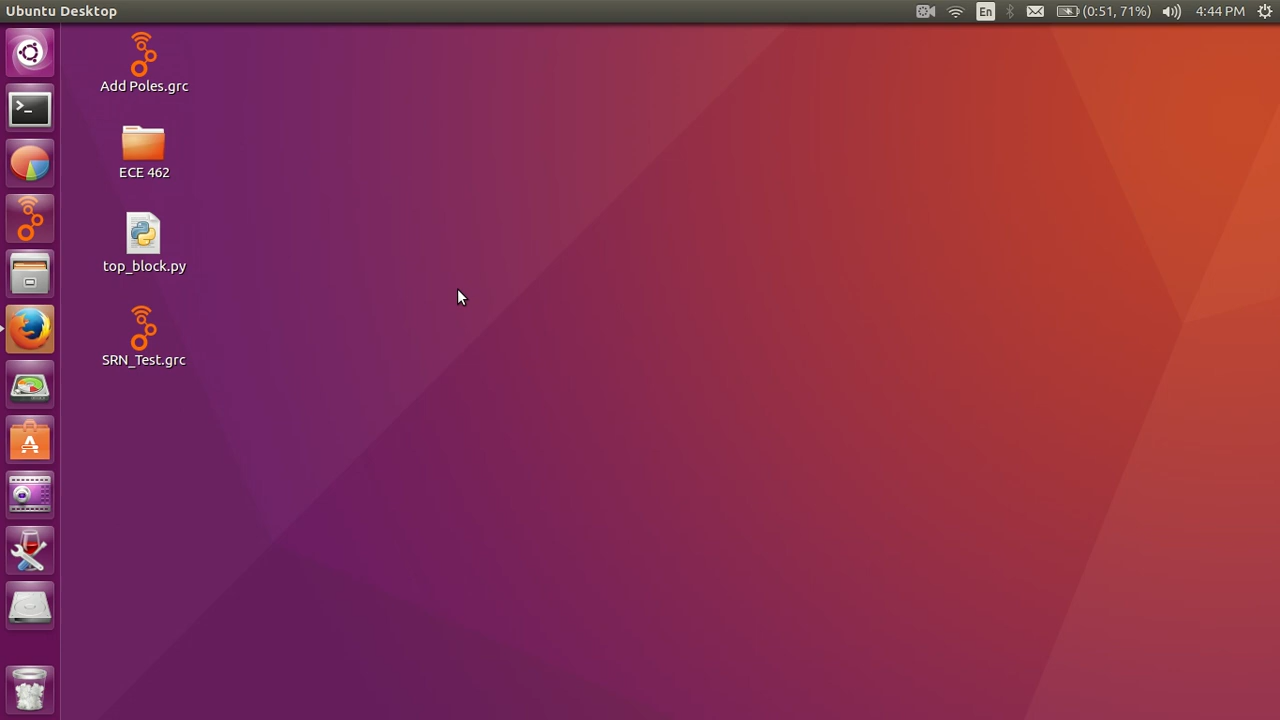 Ubuntu Desktop
En
(0:51, 71%)
4:44 PM
Add Poles.grc
ECE 462
top_block.py
SRN_Test.grc